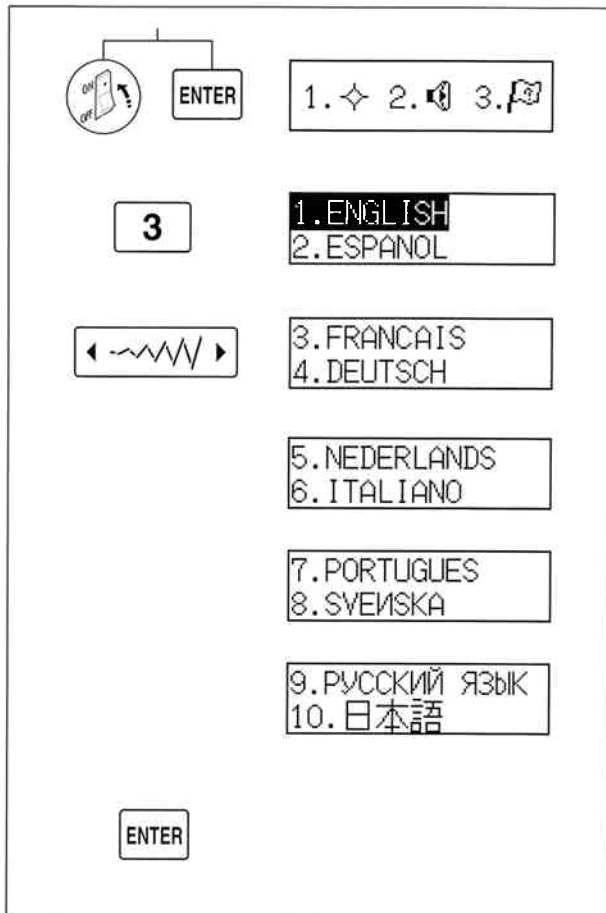 ON
OFF
ENTER
1. 2. 3.
3
1.ENGLISH
2.ESPANOL
3.FRANCAIS
4.DEUTSCH
5.NEDERLANDS
6.ITALIANO
7.PORTUGUES
8.SVEИSKA
9.РУССКИЙ ЯЗЫК
10.日本語
ENTER